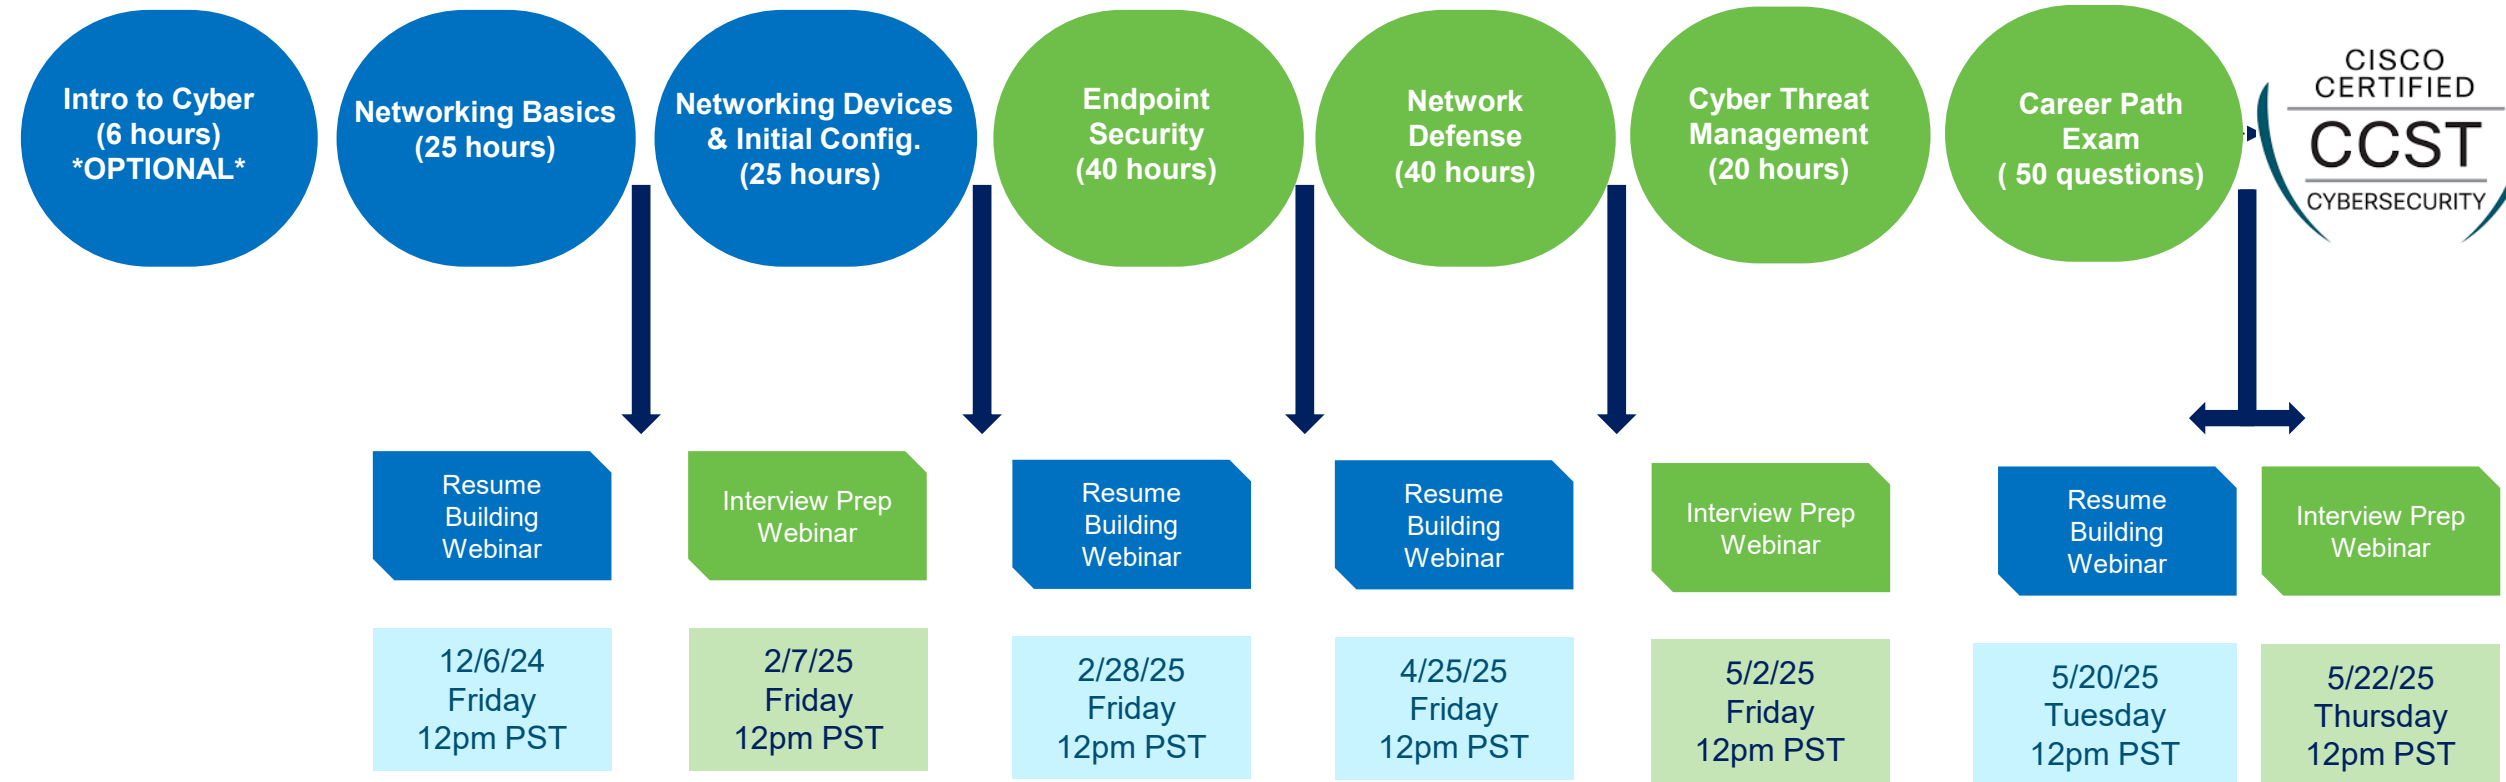 Intro to Cyber
(6 hours)
*OPTIONAL*
Networking Basics
(25 hours)
Networking Devices
& Initial Config.
(25 hours)
Endpoint
Security
(40 hours)
Network
Defense
(40 hours)
Cyber Threat
Management
(20 hours)
Career Path
Exam
( 50 questions)
CISCO
CERTIFIED
CCST
CYBERSECURITY
Resume
Building
Webinar
Interview Prep
Webinar
Resume
Building
Webinar
Resume
Building
Webinar
Interview Prep
Webinar
Resume
Building
Webinar
Interview Prep
Webinar
12/6/24
Friday
12pm PST
2/7/25
Friday
12pm PST
2/28/25
Friday
12pm PST
4/25/25
Friday
12pm PST
5/2/25
Friday
12pm PST
5/20/25
Tuesday
12pm PST
5/22/25
Thursday
12pm PST